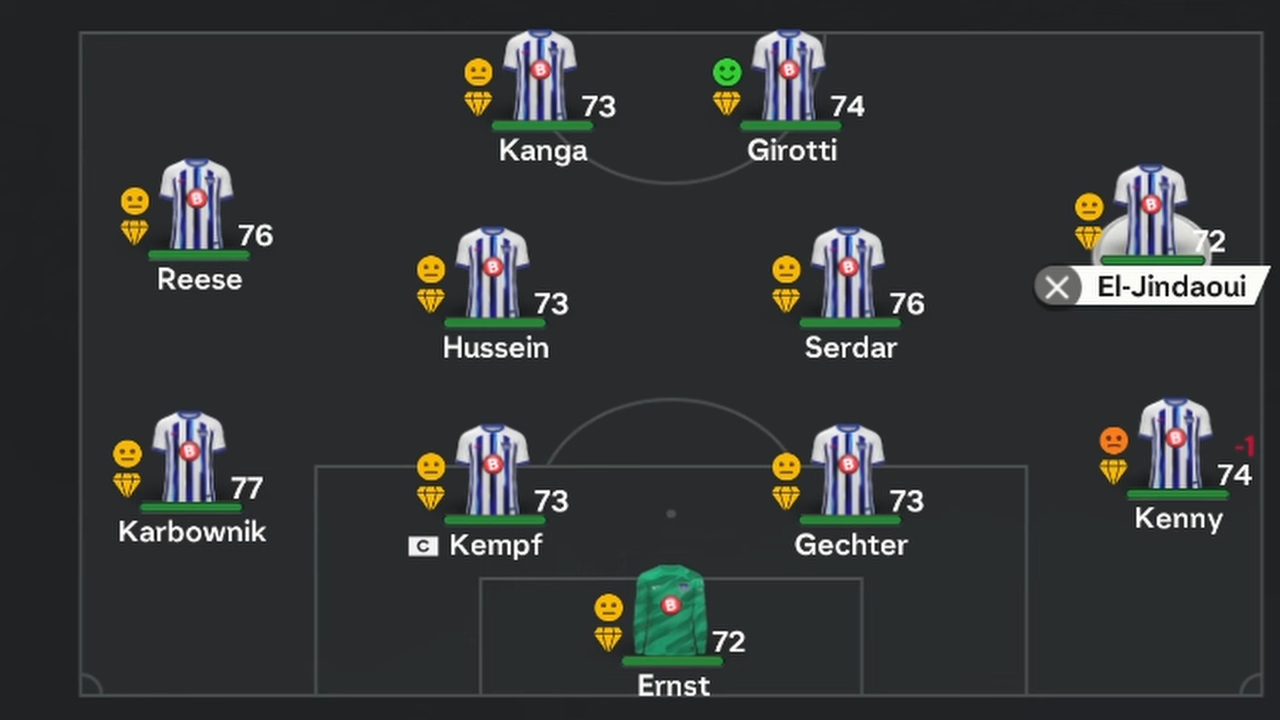 73
74
Kanga
Girotti
76
72
Reese
El-Jindaoui
73
76
Hussein
Serdar
-1
77
73
73
74
Karbownik
C Kempf
Gechter
Kenny
72
Ernst